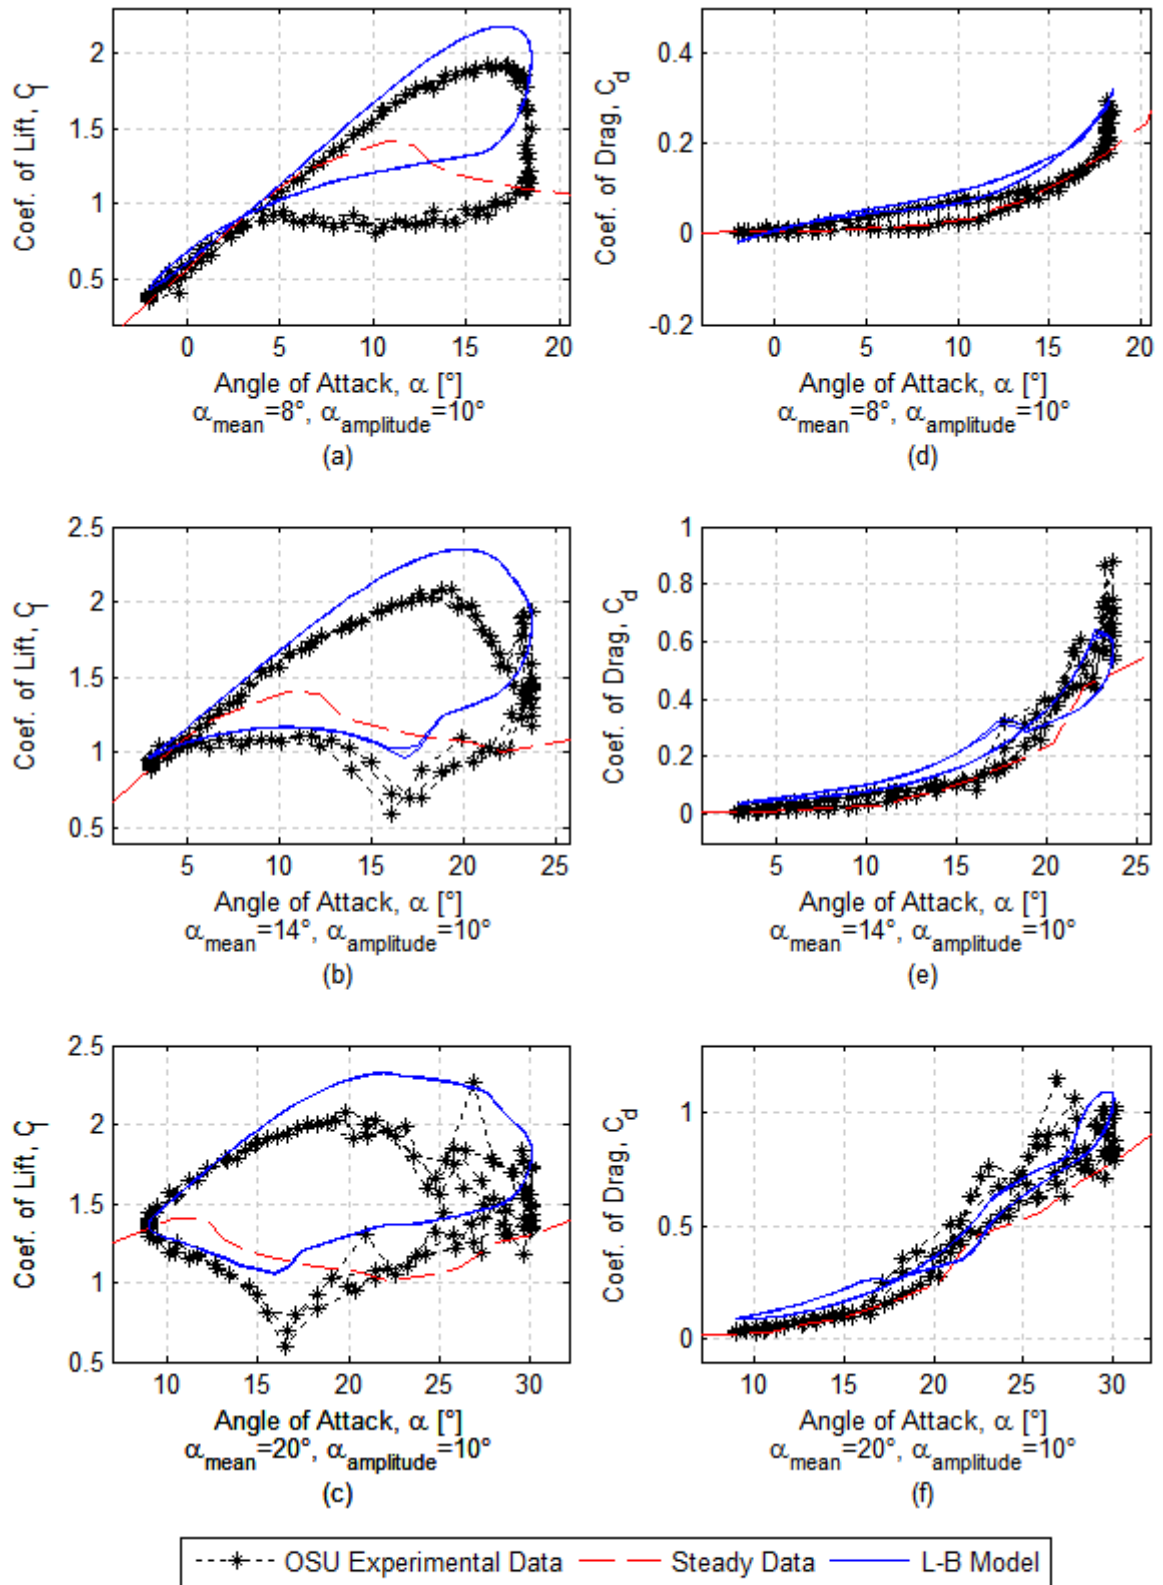 2
1.5
1
0.5
Coef. of Lift, Cl
0 5 10 15 20
Angle of Attack, α [°]
αmean=8°, αamplitude=10°
(a)
0.4
0.2
0
-0.2
Coef. of Drag, Cd
0 5 10 15 20
Angle of Attack, α [°]
αmean=8°, αamplitude=10°
(d)
2.5
2
1.5
1
0.5
Coef. of Lift, Cl
5 10 15 20 25
Angle of Attack, α [°]
αmean=14°, αamplitude=10°
(b)
1
0.8
0.6
0.4
0.2
0
Coef. of Drag, Cd
5 10 15 20 25
Angle of Attack, α [°]
αmean=14°, αamplitude=10°
(e)
2.5
2
1.5
1
0.5
Coef. of Lift, Cl
10 15 20 25 30
Angle of Attack, α [°]
αmean=20°, αamplitude=10°
(c)
1
0.5
0
Coef. of Drag, Cd
10 15 20 25 30
Angle of Attack, α [°]
αmean=20°, αamplitude=10°
(f)
OSU Experimental Data Steady Data L-B Model